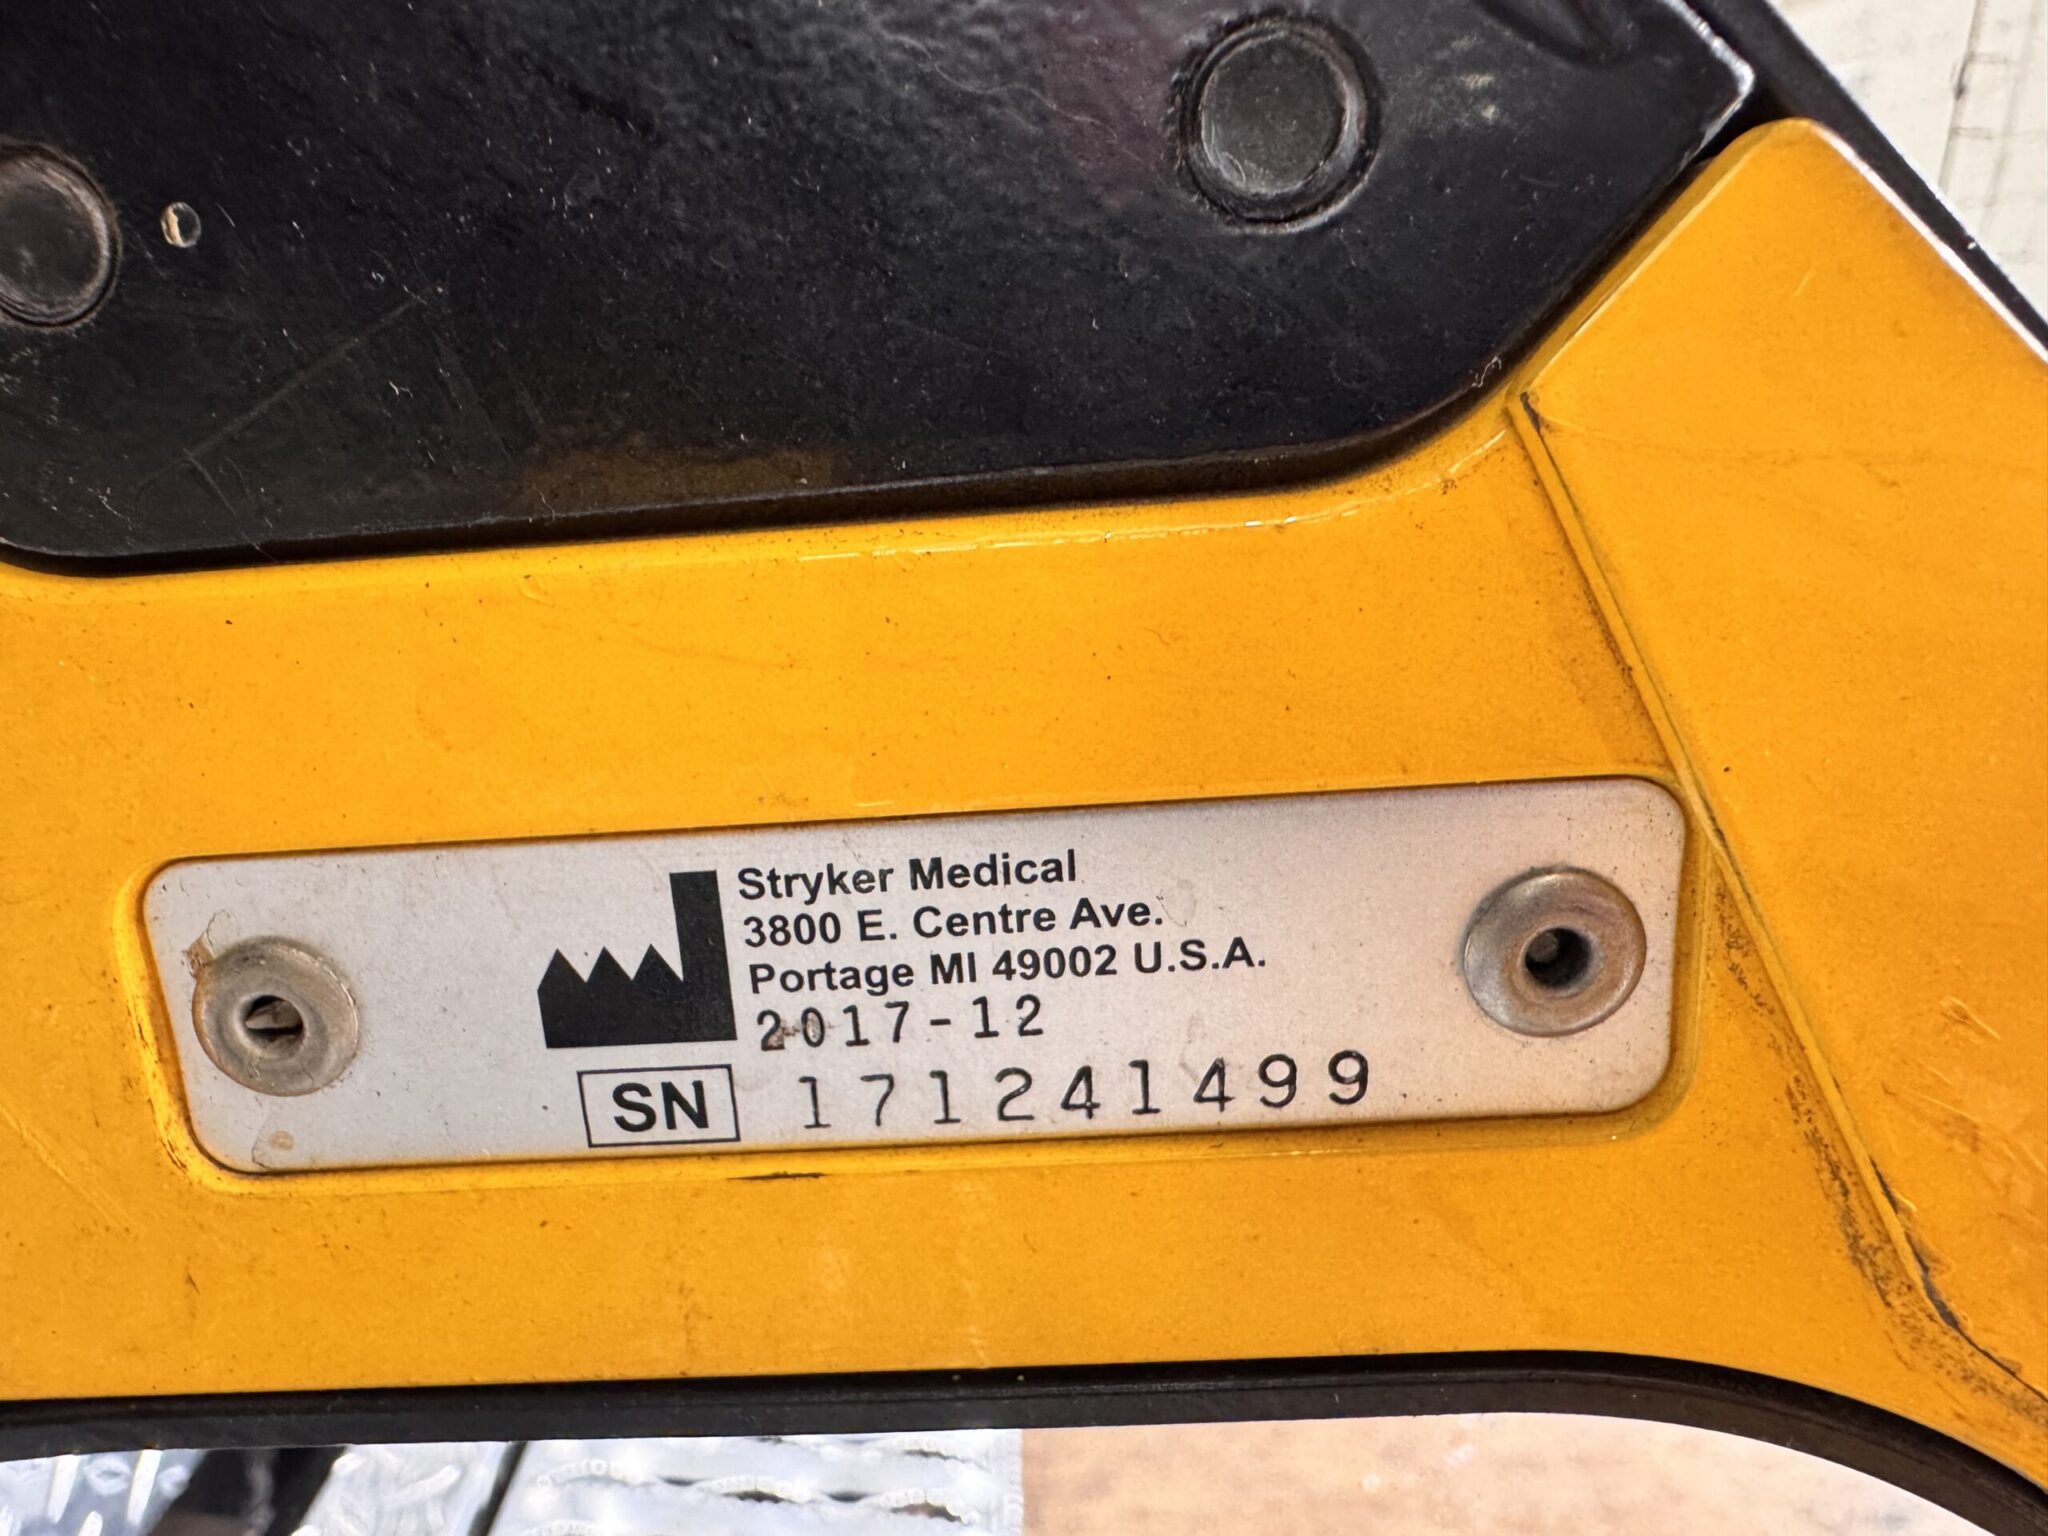 Stryker Medical
3800 E. Centre Ave.
Portage MI 49002 U.S.A.
2017-12
SN 171241499